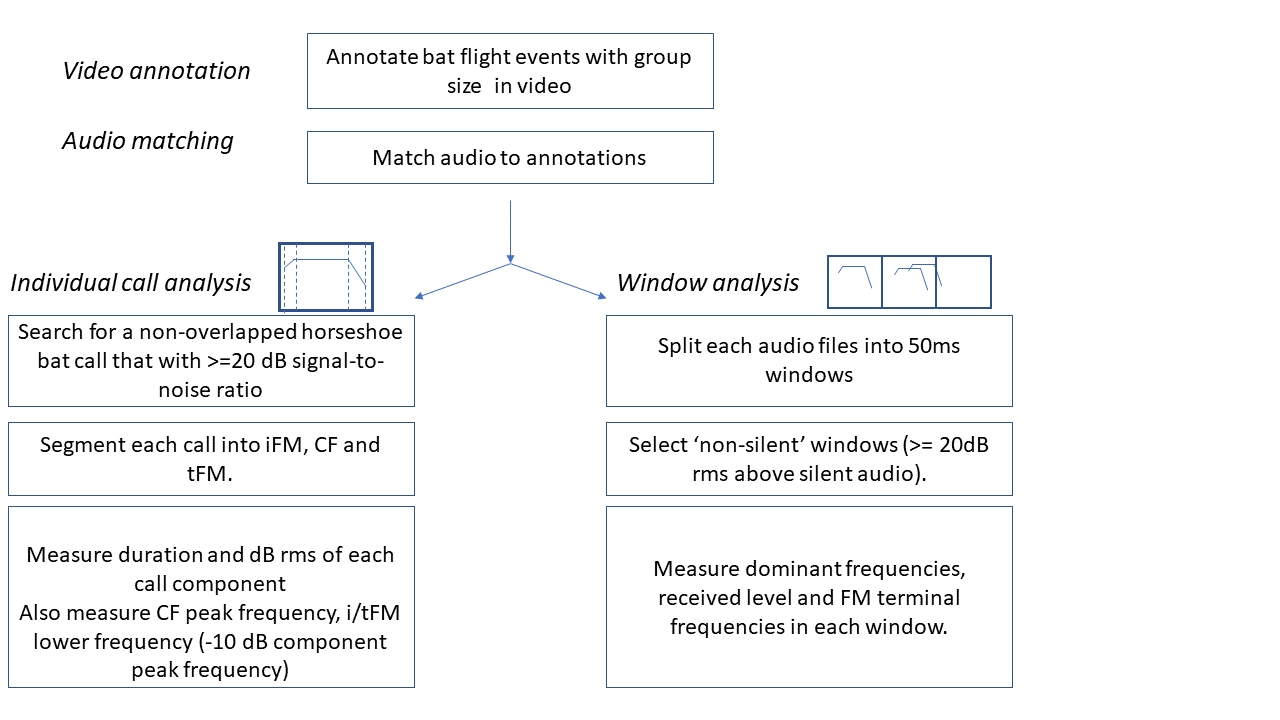 Video annotation
Annotate bat flight events with group
size in video
Audio matching
Match audio to annotations
Individual call analysis
Search for a non-overlapped horseshoe
bat call that with >=20 dB signal-to-
noise ratio
Segment each call into iFM, CF and
tFM.
Measure duration and dB rms of each
call component
Also measure CF peak frequency, i/tFM
lower frequency (-10 dB component
peak frequency)
Window analysis
Split each audio files into 50ms
windows
Select ‘non-silent’ windows (>= 20dB
rms above silent audio).
Measure dominant frequencies,
received level and FM terminal
frequencies in each window.